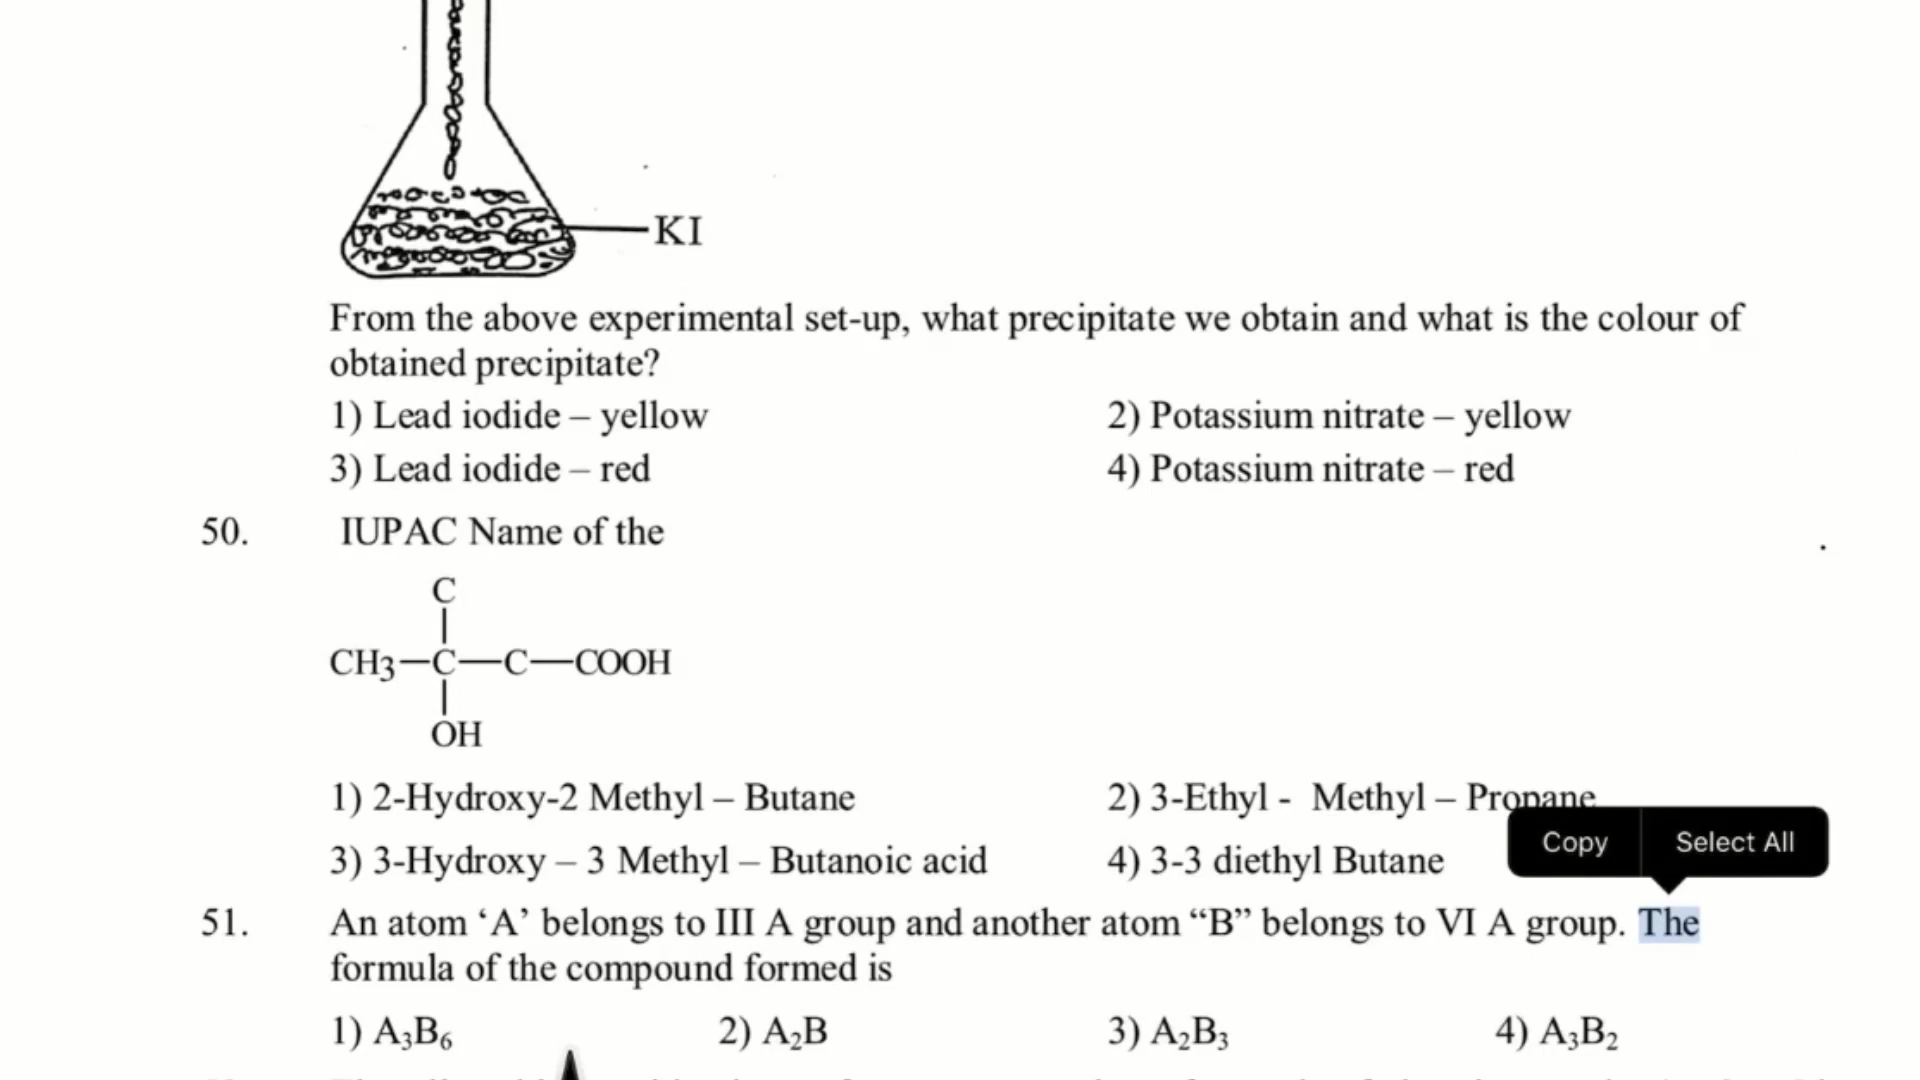 KI
From the above experimental set-up, what precipitate we obtain and what is the colour of
obtained precipitate?
1) Lead iodide – yellow 2) Potassium nitrate – yellow
3) Lead iodide – red 4) Potassium nitrate – red
50. IUPAC Name of the
C
CH3—C—C—COOH
OH
1) 2-Hydroxy-2 Methyl – Butane 2) 3-Ethyl - Methyl – Propane
Copy Select All
3) 3-Hydroxy – 3 Methyl – Butanoic acid 4) 3-3 diethyl Butane
51. An atom ‘A’ belongs to III A group and another atom “B” belongs to VI A group. The
formula of the compound formed is
1) A₃B₆ 2) A₂B 3) A₂B₃ 4) A₃B₂